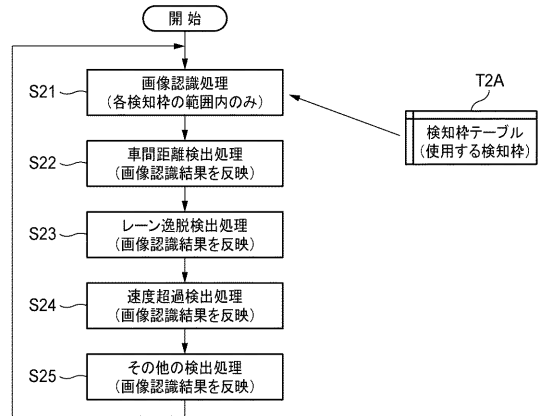 開 始
S21
画像認識処理
（各検知枠の範囲内のみ）
T2A
検知枠テーブル
（使用する検知枠）
S22
車間距離検出処理
（画像認識結果を反映）
S23
レーン逸脱検出処理
（画像認識結果を反映）
S24
速度超過検出処理
（画像認識結果を反映）
S25
その他の検出処理
（画像認識結果を反映）